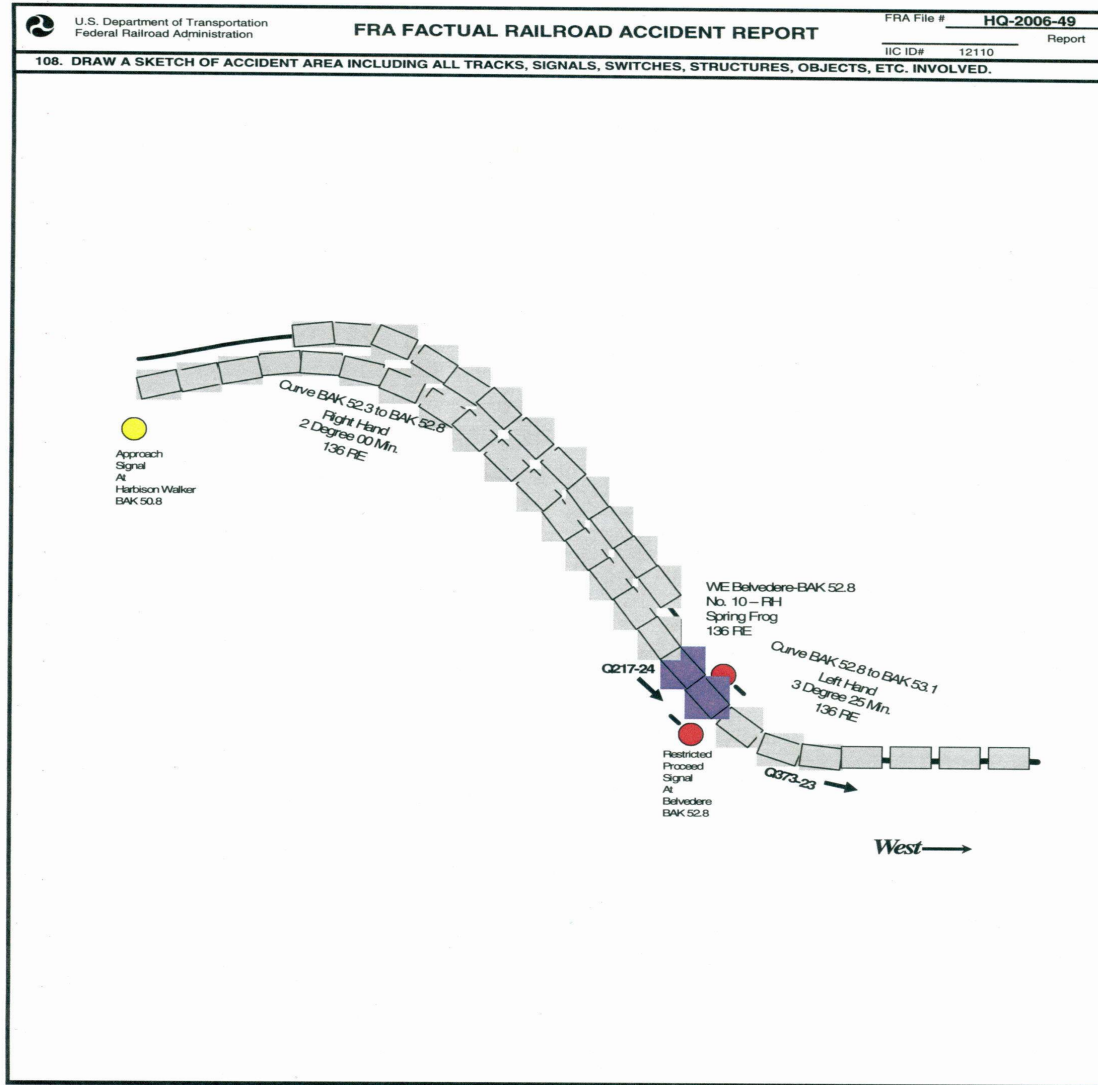 U.S. Department of Transportation
Federal Railroad Administration
FRA FACTUAL RAILROAD ACCIDENT REPORT
FRA File # HQ-2006-49
Report
IIC ID# 12110
108. DRAW A SKETCH OF ACCIDENT AREA INCLUDING ALL TRACKS, SIGNALS, SWITCHES, STRUCTURES, OBJECTS, ETC. INVOLVED.
Curve BAK 52.3 to BAK 52.8
Right Hand
2 Degree 00 Min.
136 RE
Approach
Signal
At
Harbison Walker
BAK 50.8
WE Belvedere-BAK 52.8
No. 10 – RH
Spring Frog
136 RE
Curve BAK 52.8 to BAK 53.1
Left Hand
3 Degree 25 Min.
136 RE
Q217-24
Restricted
Proceed
Signal
At
Belvedere
BAK 52.8
Q373-23
West